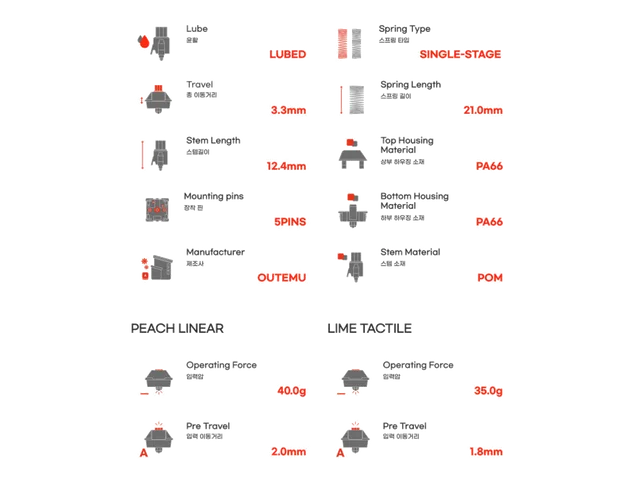 Lube
윤활
LUBED
Spring Type
스프링 타입
SINGLE-STAGE
Travel
총 이동거리
3.3mm
Spring Length
스프링 길이
21.0mm
Stem Length
스템길이
12.4mm
Top Housing
Material
상부 하우징 소재
PA66
Mounting pins
장착 핀
5PINS
Bottom Housing
Material
하부 하우징 소재
PA66
Manufacturer
제조사
OUTEMU
Stem Material
스템 소재
POM
PEACH LINEAR
LIME TACTILE
Operating Force
입력압
40.0g
Operating Force
입력압
35.0g
Pre Travel
입력 이동거리
A
2.0mm
Pre Travel
입력 이동거리
A
1.8mm